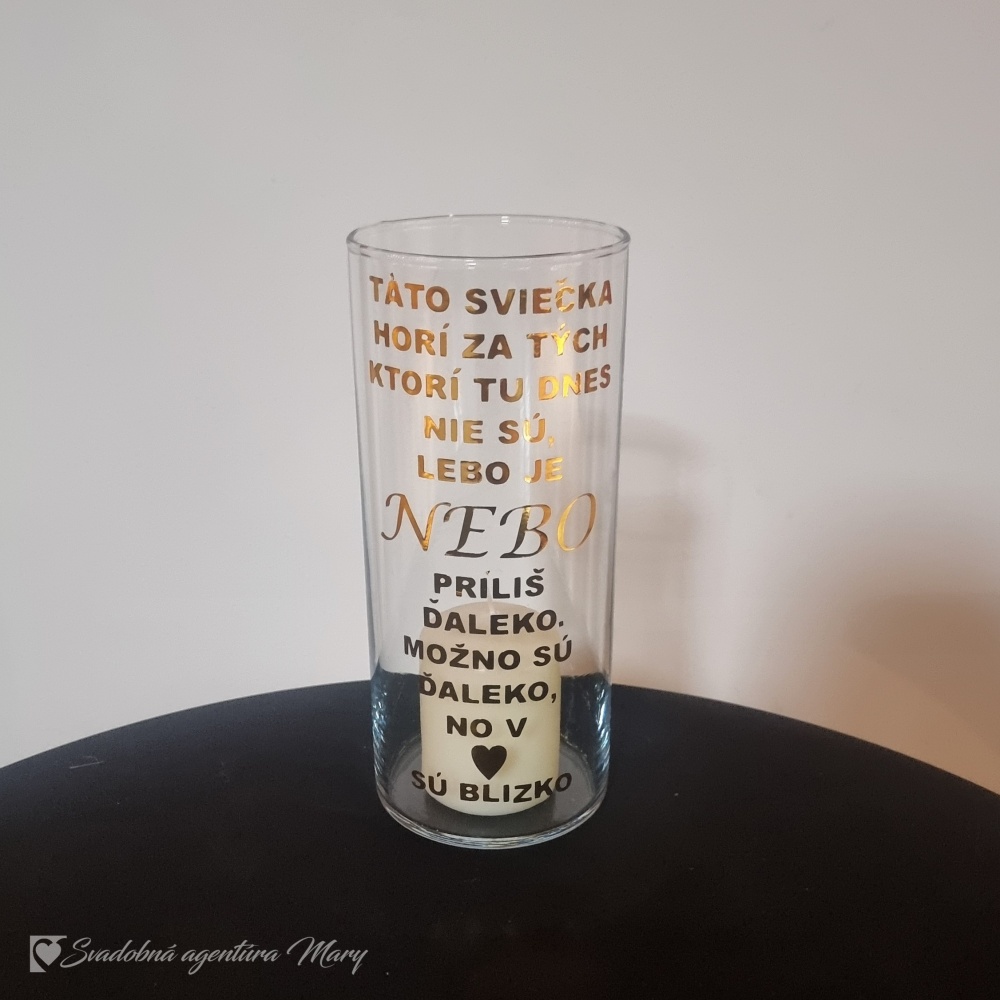 TÁTO SVIEČKA
HORÍ ZA TÝCH
KTORÍ TU DNES
NIE SÚ,
LEBO JE
NEBO
PRÍLIŠ
ĎALEKO.
MOŽNO SÚ
ĎALEKO,
NO V
SÚ BLIZKO
Svadobná agentúra Mary